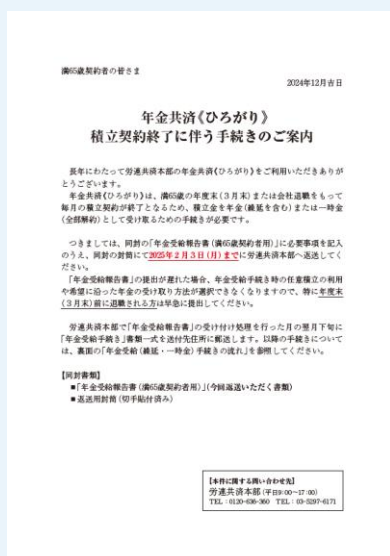 満65歳契約者の皆さま
2024年12月吉日
年金共済《ひろがり》
積立契約終了に伴う手続きのご案内
長年にわたって労連共済本部の年金共済《ひろがり》をご利用いただきありが
とうございます。
年金共済《ひろがり》は、満65歳の年度末（3月末）または会社退職をもって
毎月の積立契約が終了となるため、積立金を年金（繰延を含む）または一時金
（全部解約）として受け取るための手続きが必要です。
つきましては、同封の「年金受給報告書（満65歳契約者用）」に必要事項を記入
のうえ、同封の封筒にて2025年2月3日（月）までに労連共済本部へ返送してく
ださい。
「年金受給報告書」の提出が遅れた場合、年金受給手続き時の任意積立の利用
や希望に沿った年金の受け取り方法が選択できなくなりますので、特に年度末
（3月末）前に退職される方は早急に提出してください。
労連共済本部で「年金受給報告書」の受け付け処理を行った月の翌月下旬に
「年金受給手続き」書類一式を送付先住所に郵送します。以降の手続きについて
は、裏面の「年金受給（繰延・一時金）手続きの流れ」を参照してください。
【同封書類】
■「年金受給報告書（満65歳契約者用）」（今回返送いただく書類）
■返送用封筒（切手貼付済み）
【本件に関する問い合わせ先】
労連共済本部（平日9:00～17:00）
TEL：0120-636-360 TEL：03-5297-6171